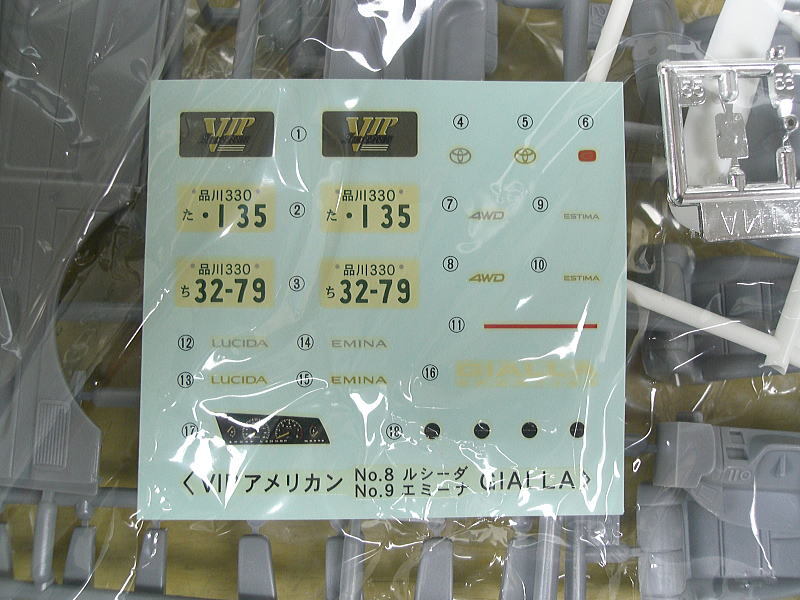 VIP
①
VIP
④
⑤
⑥
品川330
た ・135
②
品川330
た ・135
⑦
4WD
⑨
ESTIMA
品川330
ち 32-79
③
品川330
ち 32-79
⑧
4WD
⑩
ESTIMA
⑪
⑫ LUCIDA
⑭ EMINA
⑬ LUCIDA
⑮ EMINA
⑯ GIALLA
⑰
⑱
〈VIPアメリカン No.8 ルシーダ
No.9 エミーナ GIALLA〉